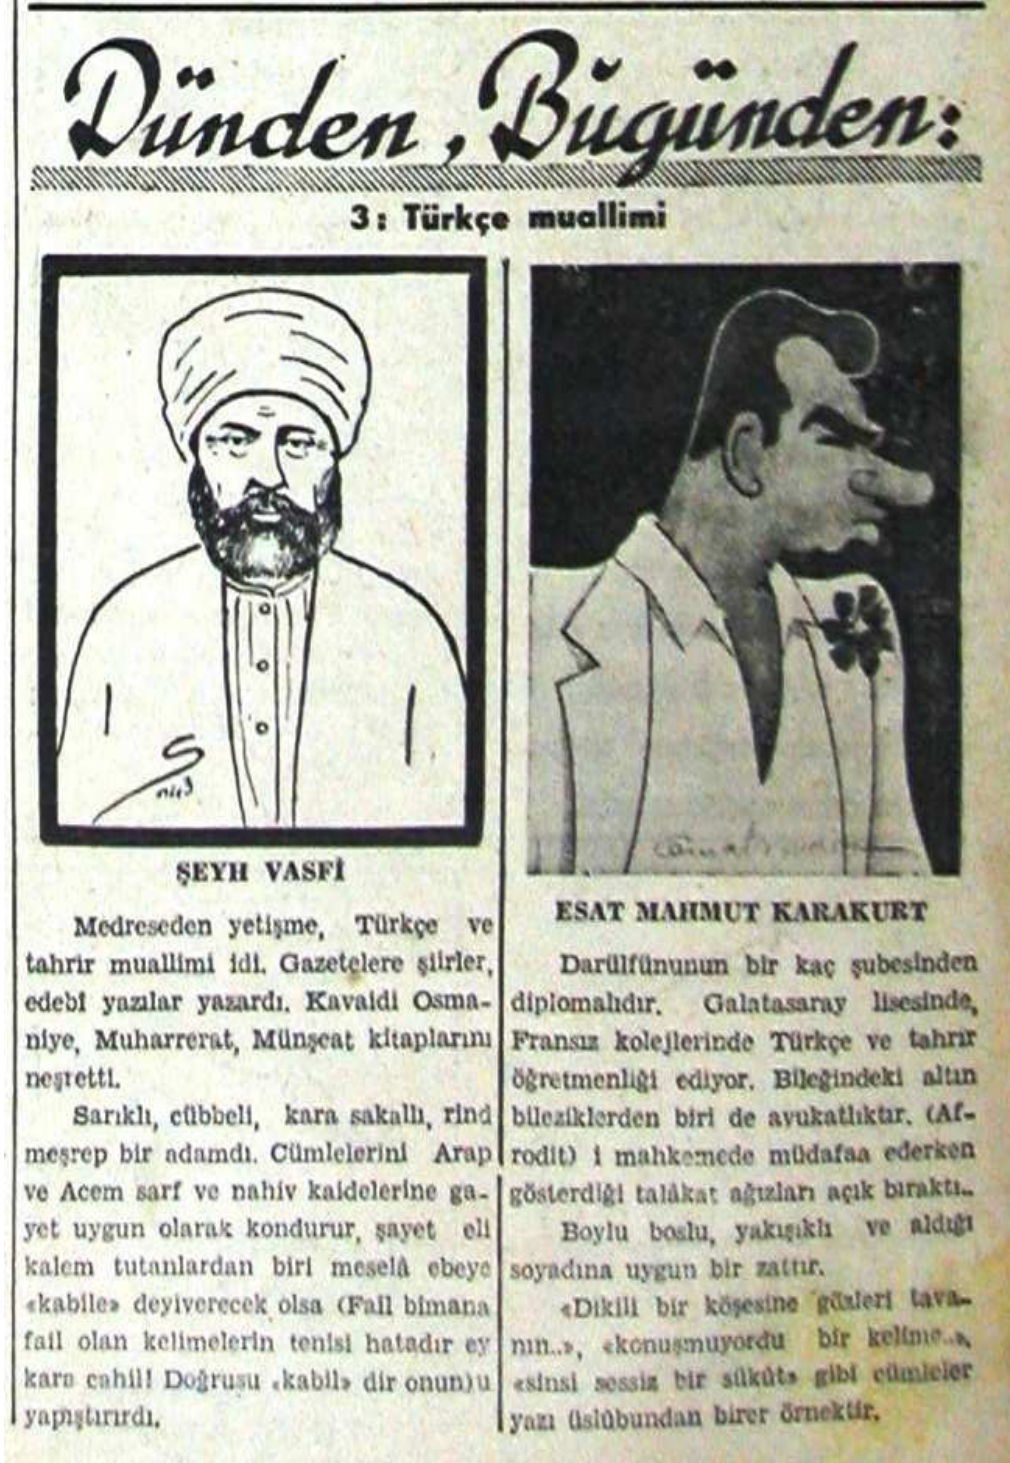 Dünden, Bugünden:
3: Türkçe muallimi
ŞEYH VASFİ
Medreseden yetişme, Türkçe ve
tahrir muallimi idi. Gazetelere şiirler,
edebî yazılar yazardı. Kavaidi Osma-
niye, Muharrerat, Münşeat kitaplarını
neşretti.
Sarıklı, cübbeli, kara sakallı, rind
meşrep bir adamdı. Cümlelerini Arap
ve Acem sarf ve nahiv kaidelerine ga-
yet uygun olarak kondurur, şayet eli
kalem tutanlardan biri meselâ ebeye
«kabile» deyiverecek olsa (Fail bimana
fail olan kelimelerin tenisi hatadır ey
kara cahil! Doğrusu «kabil» dir onun)u
yapıştırırdı.
ESAT MAHMUT KARAKURT
Darülfünunun bir kaç şubesinden
diplomalıdır. Galatasaray lisesinde,
Fransız kolejlerinde Türkçe ve tahrir
öğretmenliği ediyor. Bileğindeki altın
bileziklerden biri de avukatlıktır. (Af-
rodit) i mahkemede müdafaa ederken
gösterdiği talâkat ağızları açık bıraktı..
Boylu boslu, yakışıklı ve aldığı
soyadına uygun bir zattır.
«Dikili bir köşesine gözleri tava-
nın..», «konuşmuyordu bir kelime..»,
«sinsi sessiz bir sükût» gibi cümleler
yazı üslûbundan birer örnektir.